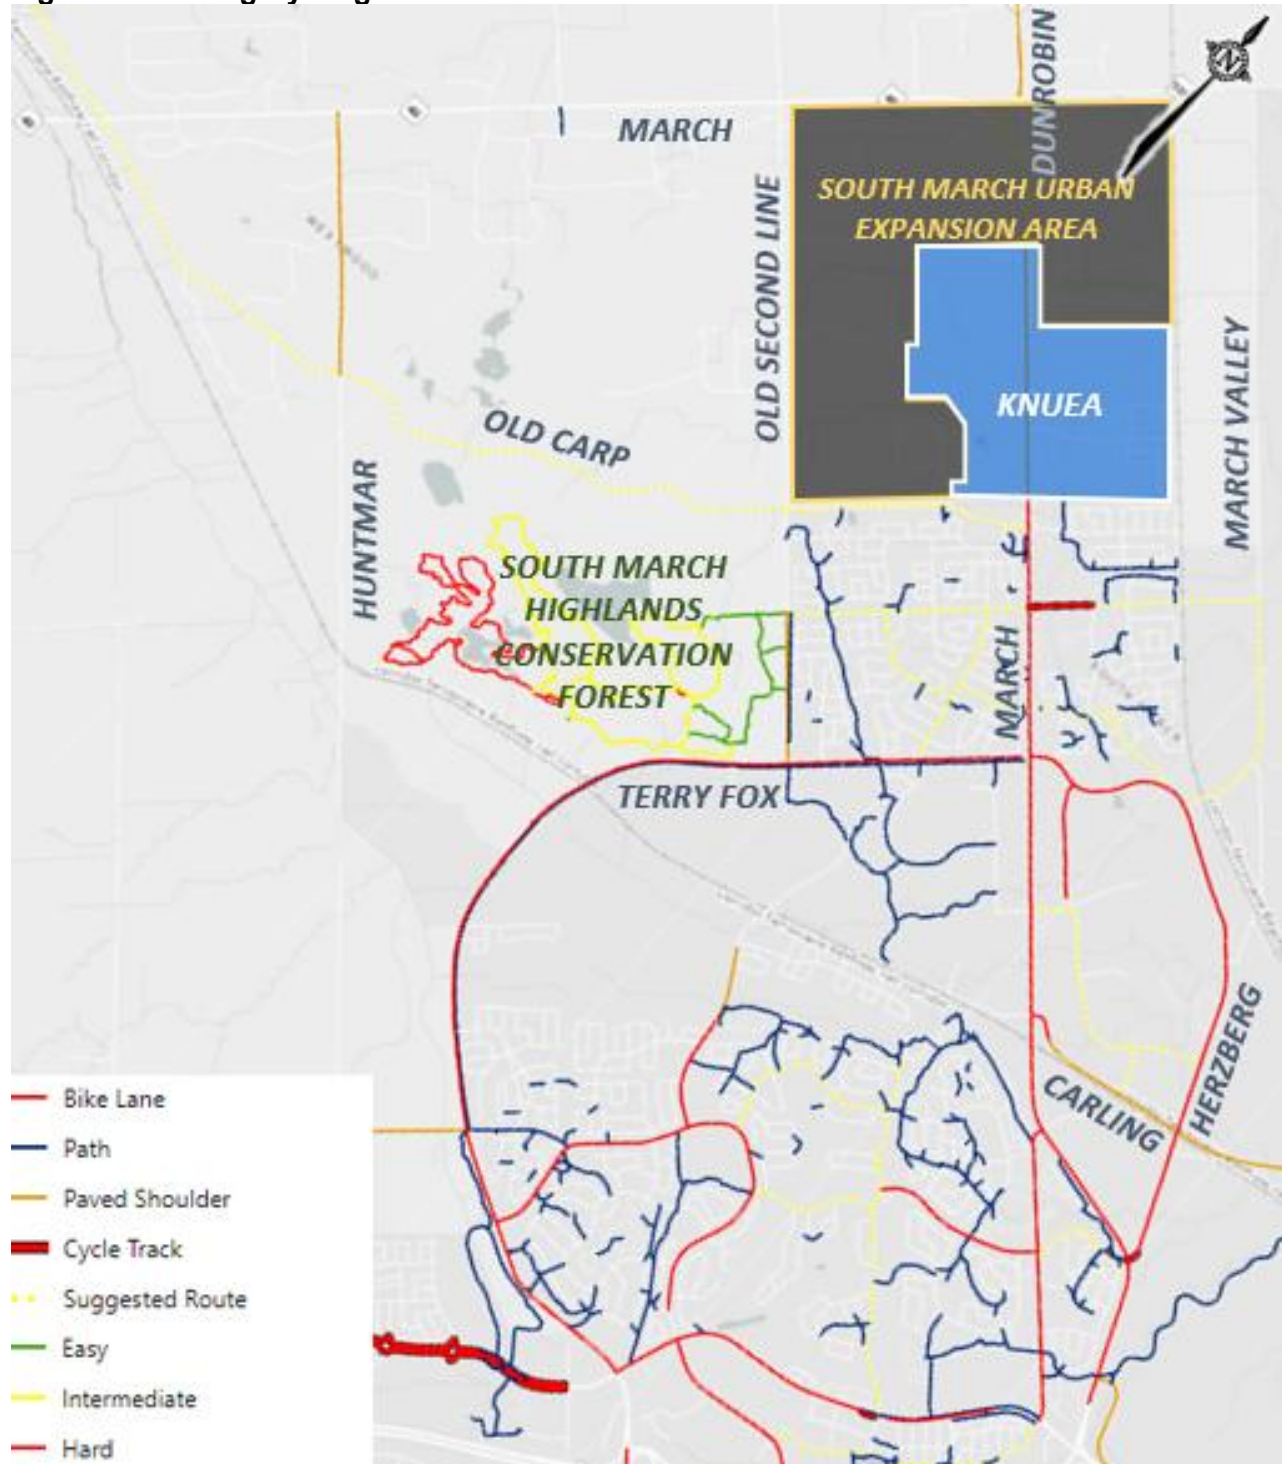 MARCH
DUNROBIN
N
SOUTH MARCH URBAN
EXPANSION AREA
OLD SECOND LINE
MARCH VALLEY
KNUEA
OLD CARP
HUNTMAR
SOUTH MARCH
HIGHLANDS
CONSERVATION
FOREST
MARCH
TERRY FOX
CARLING
HERZBERG
Bike Lane
Path
Paved Shoulder
Cycle Track
Suggested Route
Easy
Intermediate
Hard